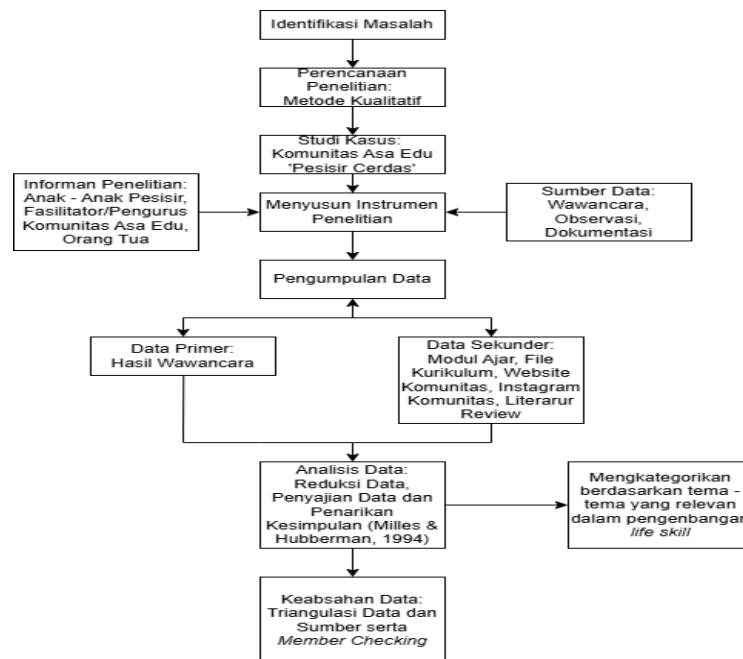 Identifikasi Masalah
Perencanaan
Penelitian:
Metode Kualitatif
Studi Kasus:
Komunitas Asa Edu
'Pesisir Cerdas'
Informan Penelitian:
Anak - Anak Pesisir,
Fasilitator/Pengurus
Komunitas Asa Edu,
Orang Tua
Menyusun Instrumen
Penelitian
Sumber Data:
Wawancara,
Observasi,
Dokumentasi
Pengumpulan Data
Data Primer:
Hasil Wawancara
Data Sekunder:
Modul Ajar, File
Kurikulum, Website
Komunitas, Instagram
Komunitas, Literarur
Review
Analisis Data:
Reduksi Data,
Penyajian Data dan
Penarikan
Kesimpulan (Milles &
Hubberman, 1994)
Mengkategorikan
berdasarkan tema -
tema yang relevan
dalam pengenbangan
life skill
Keabsahan Data:
Triangulasi Data dan
Sumber serta
Member Checking